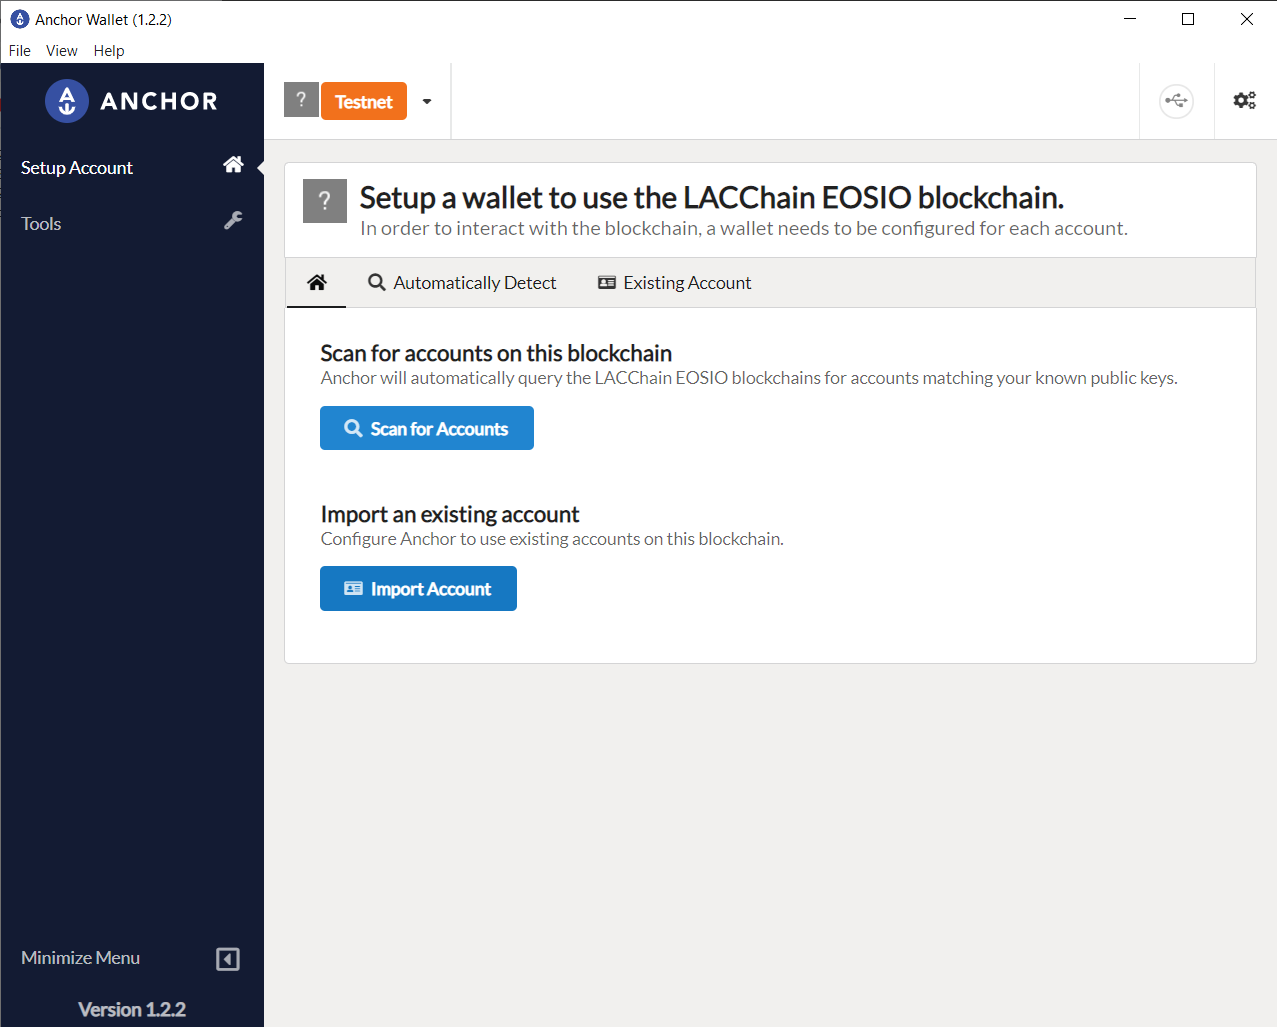 Anchor Wallet (1.2.2)
File View Help
ANCHOR
? Testnet
Setup Account
Tools
? Setup a wallet to use the LACChain EOSIO blockchain.
In order to interact with the blockchain, a wallet needs to be configured for each account.
Automatically Detect Existing Account
Scan for accounts on this blockchain
Anchor will automatically query the LACChain EOSIO blockchains for accounts matching your known public keys.
Scan for Accounts
Import an existing account
Configure Anchor to use existing accounts on this blockchain.
Import Account
Minimize Menu
Version 1.2.2